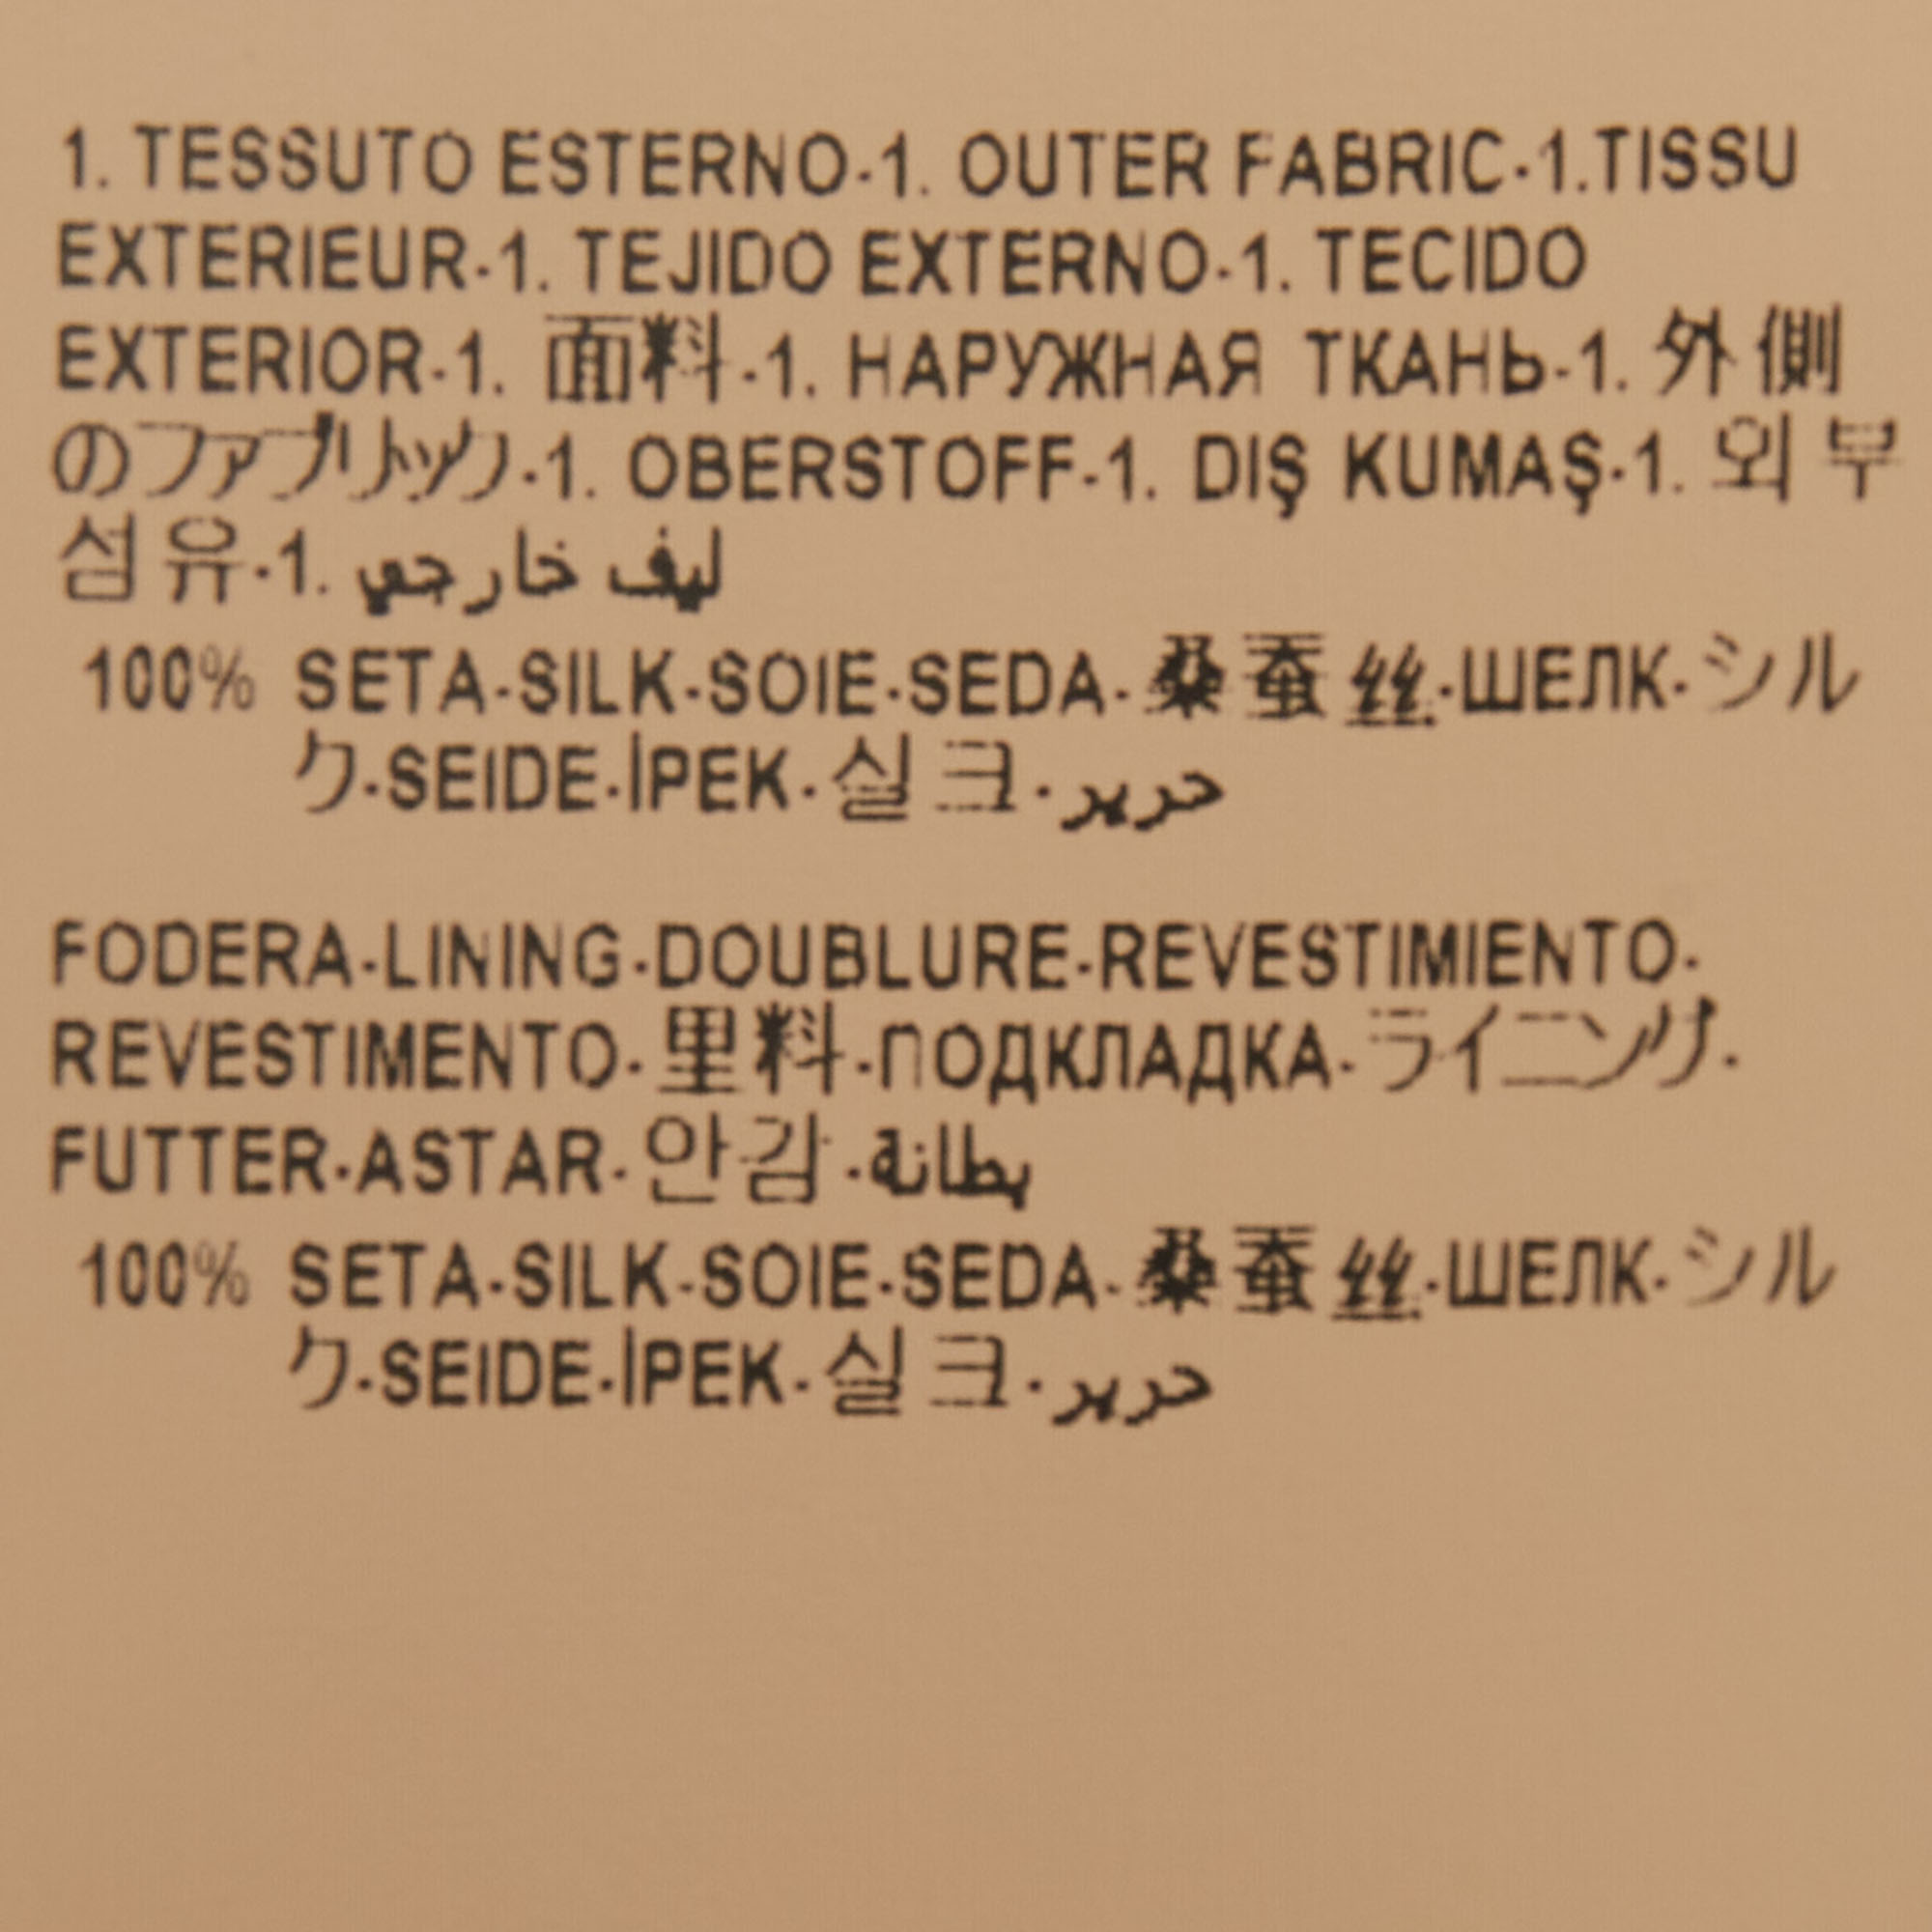 1. TESSUTO ESTERNO-1. OUTER FABRIC-1.TISSU
EXTERIEUR-1. TEJIDO EXTERNO-1. TECIDO
EXTERIOR-1. 面料-1. НАРУЖНАЯ ТКАНЬ-1. 外側
のファブリック-1. OBERSTOFF-1. DIŞ KUMAŞ-1. 외부
섬유-1. ليف خارجي
100% SETA-SILK-SOIE-SEDA-桑蚕丝-ШЕЛК-シル
ク-SEIDE-İPEK-실크-حرير
FODERA-LINING-DOUBLURE-REVESTIMIENTO-
REVESTIMENTO-里料-ПОДКЛАДКА-ライニング-
FUTTER-ASTAR-안감-بطانة
100% SETA-SILK-SOIE-SEDA-桑蚕丝-ШЕЛК-シル
ク-SEIDE-İPEK-실크-حرير